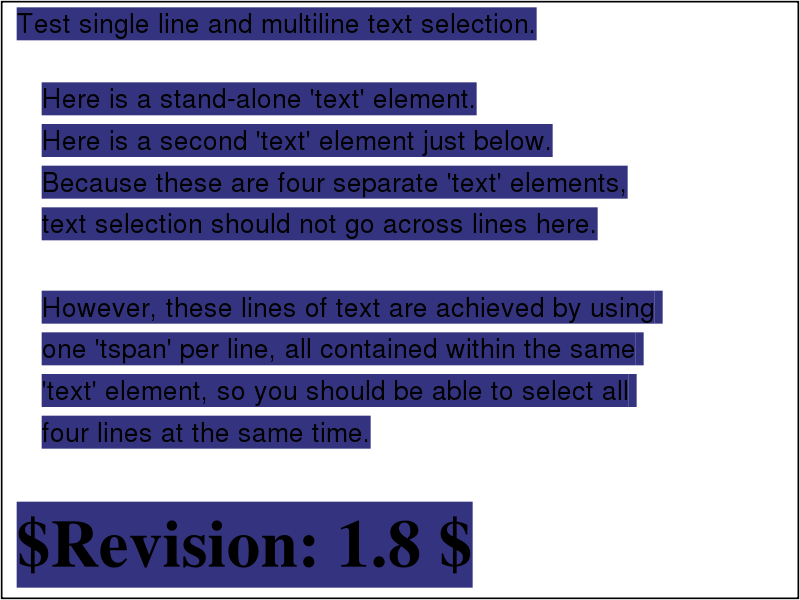 Test single line and multiline text selection.
Here is a stand-alone 'text' element.
Here is a second 'text' element just below.
Because these are four separate 'text' elements,
text selection should not go across lines here.
However, these lines of text are achieved by using
one 'tspan' per line, all contained within the same
'text' element, so you should be able to select all
four lines at the same time.
$Revision: 1.8 $